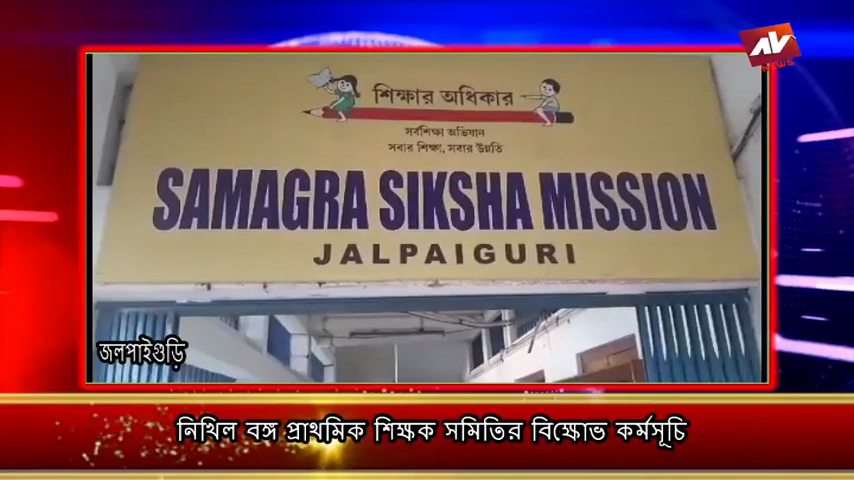 AV
NEWS
শিক্ষার অধিকার
সর্বশিক্ষা অভিযান
সবার শিক্ষা, সবার উন্নতি
SAMAGRA SIKSHA MISSION
JALPAIGURI
জলপাইগুড়ি
নিখিল বঙ্গ প্রাথমিক শিক্ষক সমিতির বিক্ষোভ কর্মসূচি